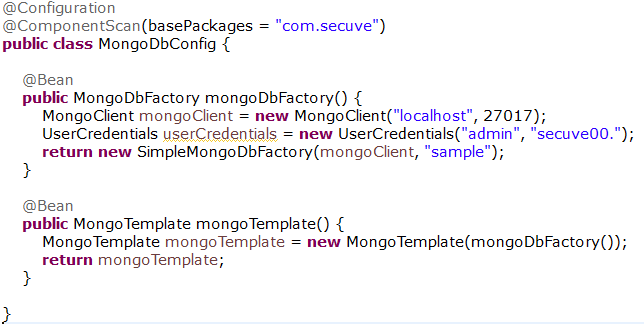 @Configuration
@ComponentScan(basePackages = "com.secuve")
public class MongoDbConfig {
@Bean
public MongoDbFactory mongoDbFactory() {
MongoClient mongoClient = new MongoClient("localhost", 27017);
UserCredentials userCredentials = new UserCredentials("admin", "secuve00.");
return new SimpleMongoDbFactory(mongoClient, "sample");
}
@Bean
public MongoTemplate mongoTemplate() {
MongoTemplate mongoTemplate = new MongoTemplate(mongoDbFactory());
return mongoTemplate;
}
}